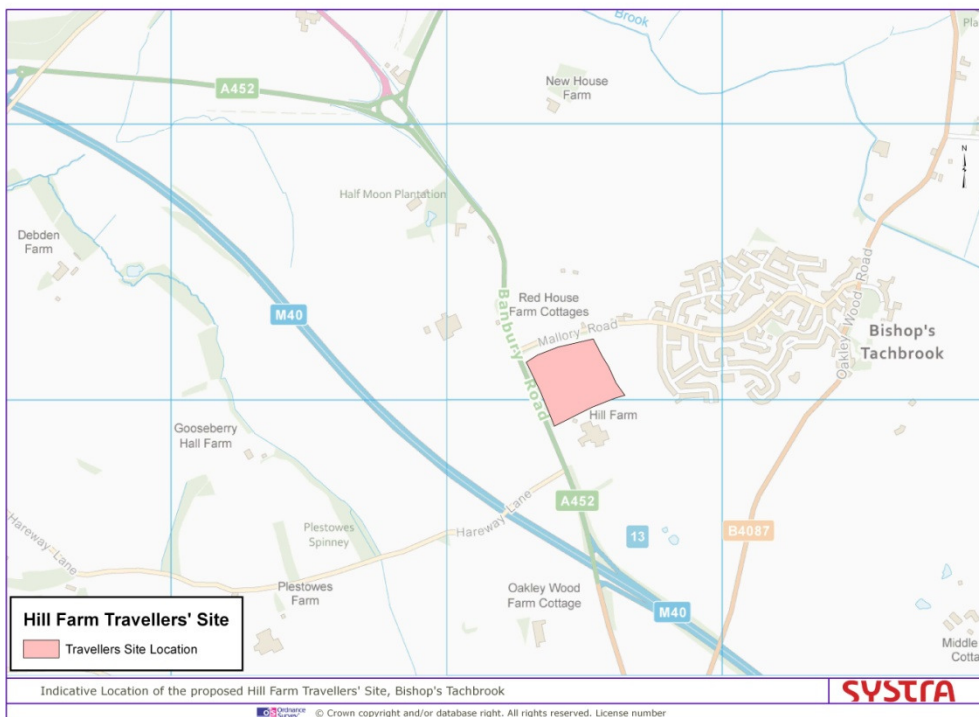 Brook
Pla
A452
New House
Farm
N
Half Moon Plantation
Debden
Farm
M40
Banbury Road
Red House
Farm Cottages
Mallory Road
Oakley Wood Road
Bishop's
Tachbrook
Gooseberry
Hall Farm
Hill Farm
Hareway Lane
A452
Hareway Lane
13
B4087
Plestowes
Spinney
Plestowes
Farm
Oakley Wood
Farm Cottage
M40
Middle
Cotta
Hill Farm Travellers' Site
Travellers Site Location
Indicative Location of the proposed Hill Farm Travellers' Site, Bishop's Tachbrook
SYSTRA
Ordnance
Survey
© Crown copyright and/or database right. All rights reserved. License number